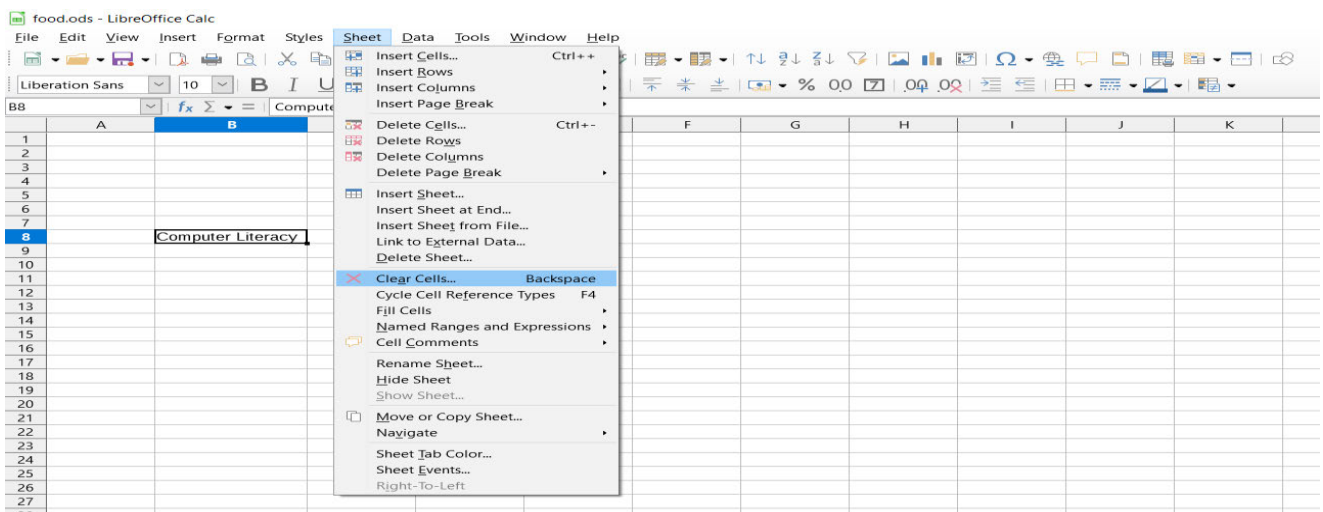 food.ods - LibreOffice Calc
File Edit View Insert Format Styles Sheet Data Tools Window Help
Liberation Sans 10 B I U % 0.0 7 .00 .00
B8 fx Σ = Compute
A B F G H I J K
Insert Cells... Ctrl++
Insert Rows
Insert Columns
Insert Page Break
Delete Cells... Ctrl+-
Delete Rows
Delete Columns
Delete Page Break
Insert Sheet...
Insert Sheet at End...
Insert Sheet from File...
Link to External Data...
Delete Sheet...
Clear Cells... Backspace
Cycle Cell Reference Types F4
Fill Cells
Named Ranges and Expressions
Cell Comments
Rename Sheet...
Hide Sheet
Show Sheet...
Move or Copy Sheet...
Navigate
Sheet Tab Color...
Sheet Events...
Right-To-Left
1
2
3
4
5
6
7
8 Computer Literacy
9
10
11
12
13
14
15
16
17
18
19
20
21
22
23
24
25
26
27